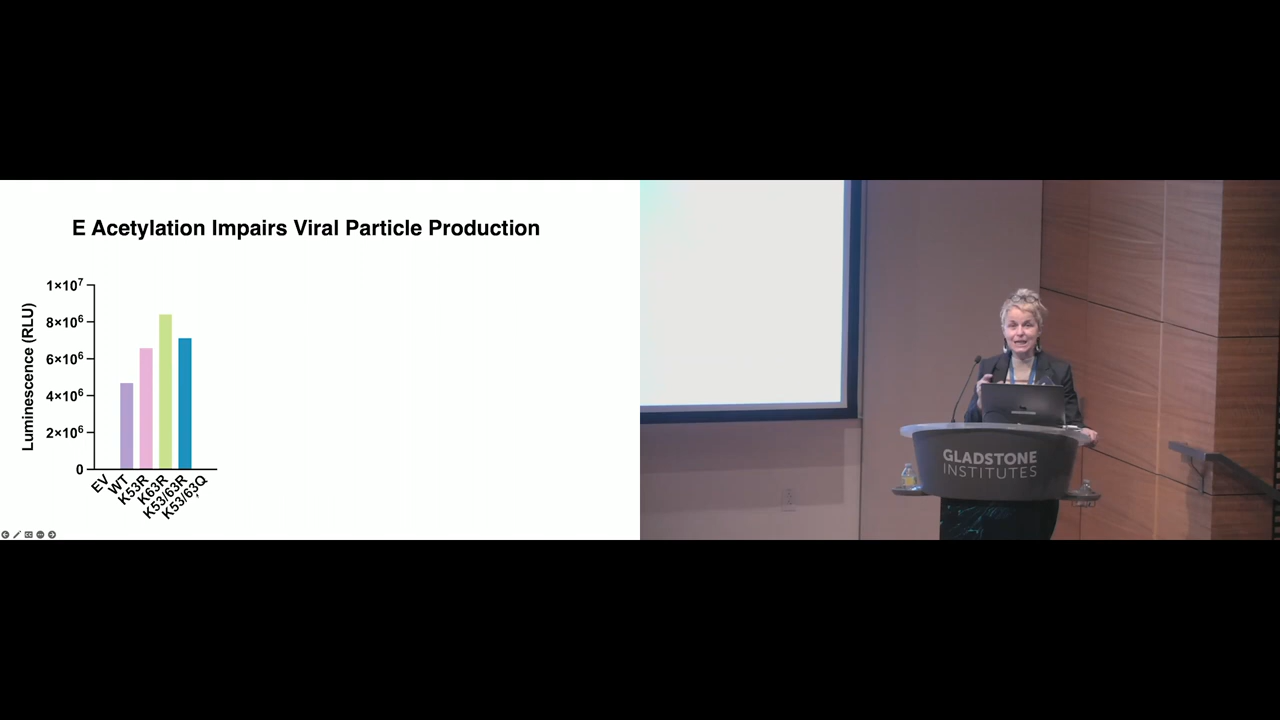 E Acetylation Impairs Viral Particle Production
1×10⁷
8×10⁶
6×10⁶
4×10⁶
2×10⁶
0
Luminescence (RLU)
EV
WT
K53R
K63R
K53/63R
K53/63Q
GLADSTONE
INSTITUTES